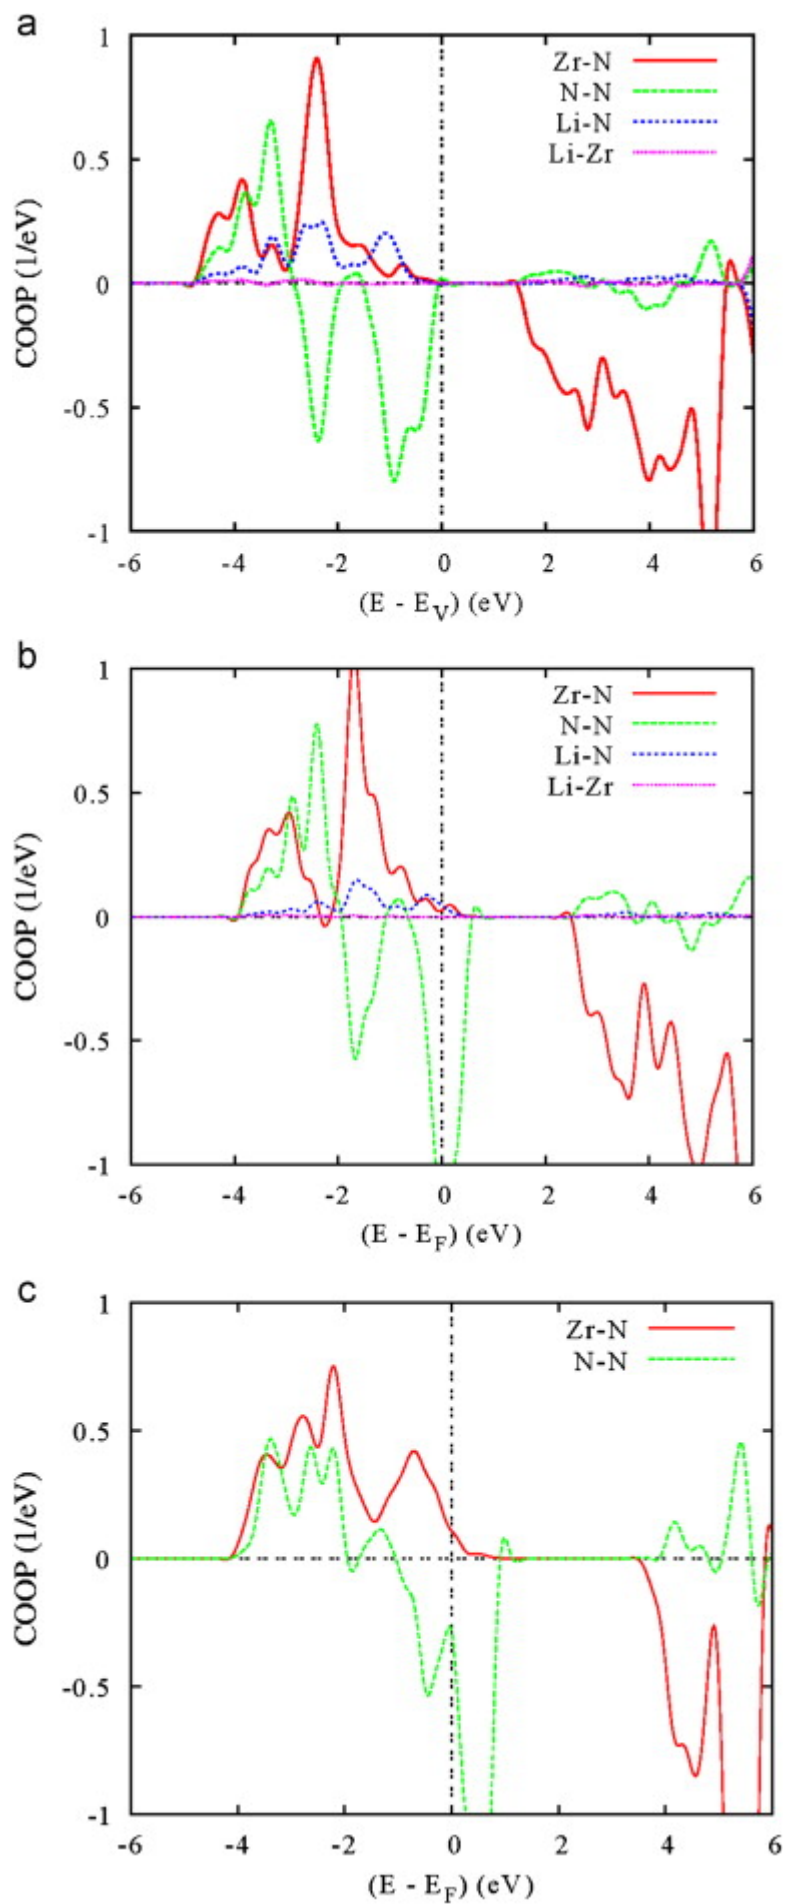 a
1
Zr-N
N-N
Li-N
Li-Zr
0.5
COOP (1/eV)
0
-0.5
-1
-6 -4 -2 0 2 4 6
(E - EV) (eV)
b
1
Zr-N
N-N
Li-N
Li-Zr
0.5
COOP (1/eV)
0
-0.5
-1
-6 -4 -2 0 2 4 6
(E - EF) (eV)
c
1
Zr-N
N-N
0.5
COOP (1/eV)
0
-0.5
-1
-6 -4 -2 0 2 4 6
(E - EF) (eV)